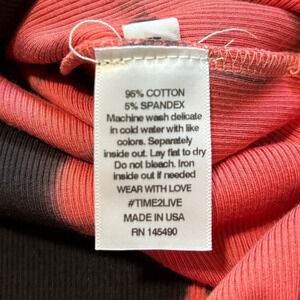 95% COTTON
5% SPANDEX
Machine wash delicate
in cold water with like
colors. Separately
inside out. Lay flat to dry
Do not bleach. Iron
inside out if needed
WEAR WITH LOVE
#TIME2LIVE
MADE IN USA
RN 145490